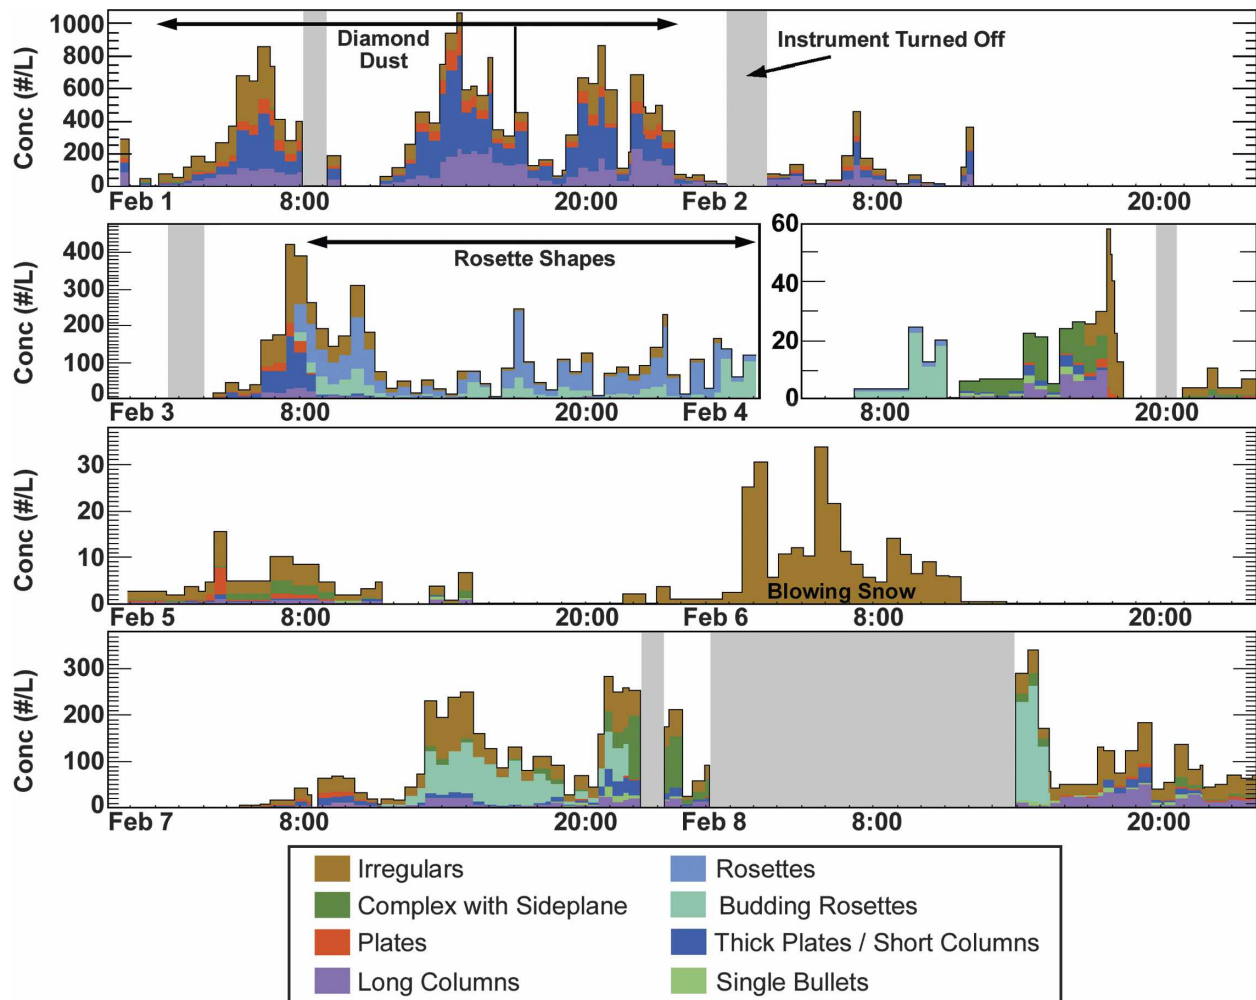 Conc (#/L)
1000
800
600
400
200
0
Diamond
Dust
Instrument Turned Off
Feb 1
8:00
20:00
Feb 2
8:00
20:00
Conc (#/L)
400
300
200
100
0
Rosette Shapes
Feb 3
8:00
20:00
Feb 4
60
40
20
0
8:00
20:00
Conc (#/L)
30
20
10
0
Blowing Snow
Feb 5
8:00
20:00
Feb 6
8:00
20:00
Conc (#/L)
300
200
100
0
Feb 7
8:00
20:00
Feb 8
8:00
20:00
Irregulars
Complex with Sideplane
Plates
Long Columns
Rosettes
Budding Rosettes
Thick Plates / Short Columns
Single Bullets